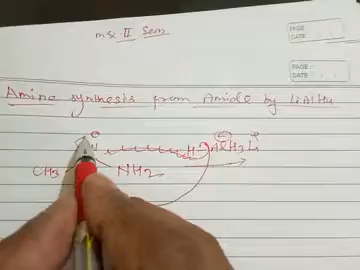 MSc-II Sem
PAGE
DATE
PAGE :
DATE :
Amine synthesis from Amide by LiAlH4
H - AlH3 Li+
CH3 NH2